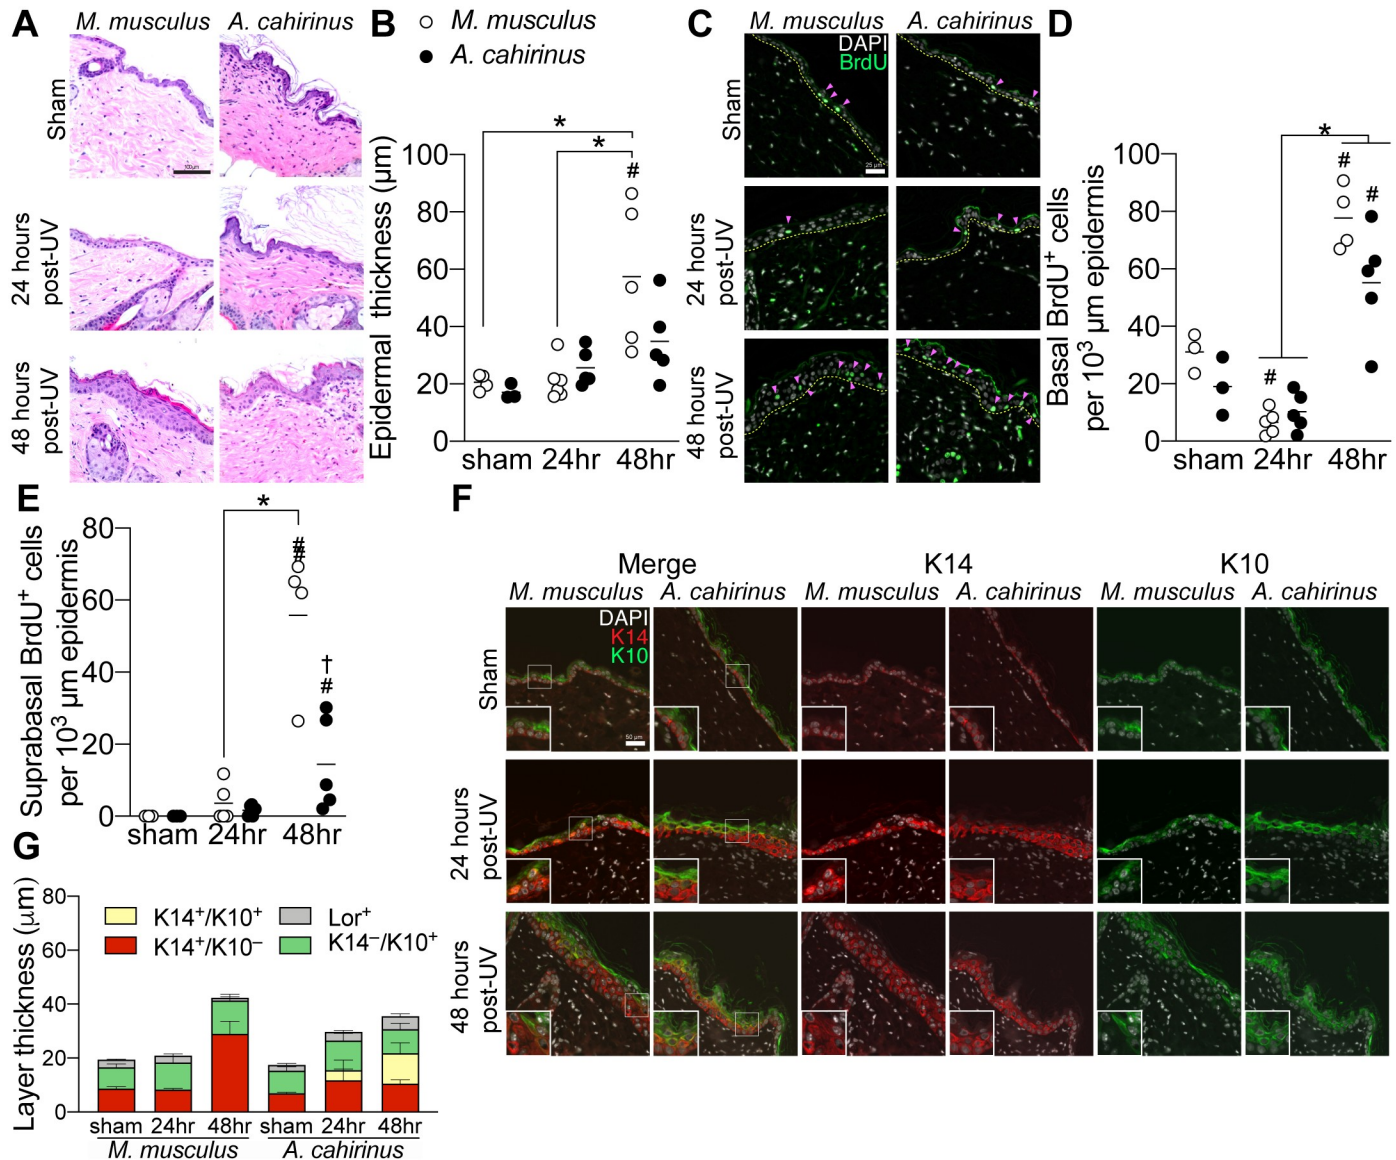 A
M. musculus A. cahirinus
Sham
100μm
24 hours
post-UV
48 hours
post-UV
B
M. musculus
A. cahirinus
Epidermal thickness (μm)
* *
#
100
80
60
40
20
0
sham 24hr 48hr
C
M. musculus A. cahirinus
DAPI
BrdU
Sham
25 μm
24 hours
post-UV
48 hours
post-UV
D
Basal BrdU+ cells
per 10³ μm epidermis
*
# # #
100
80
60
40
20
0
sham 24hr 48hr
E
Suprabasal BrdU+ cells
per 10³ μm epidermis
*
#
#
†
#
80
60
40
20
0
sham 24hr 48hr
F
Merge K14 K10
M. musculus A. cahirinus M. musculus A. cahirinus M. musculus A. cahirinus
DAPI
K14
K10
Sham
50 μm
24 hours
post-UV
48 hours
post-UV
G
Layer thickness (μm)
80
60
40
20
0
K14+/K10+ Lor+
K14+/K10– K14–/K10+
sham 24hr 48hr sham 24hr 48hr
M. musculus A. cahirinus